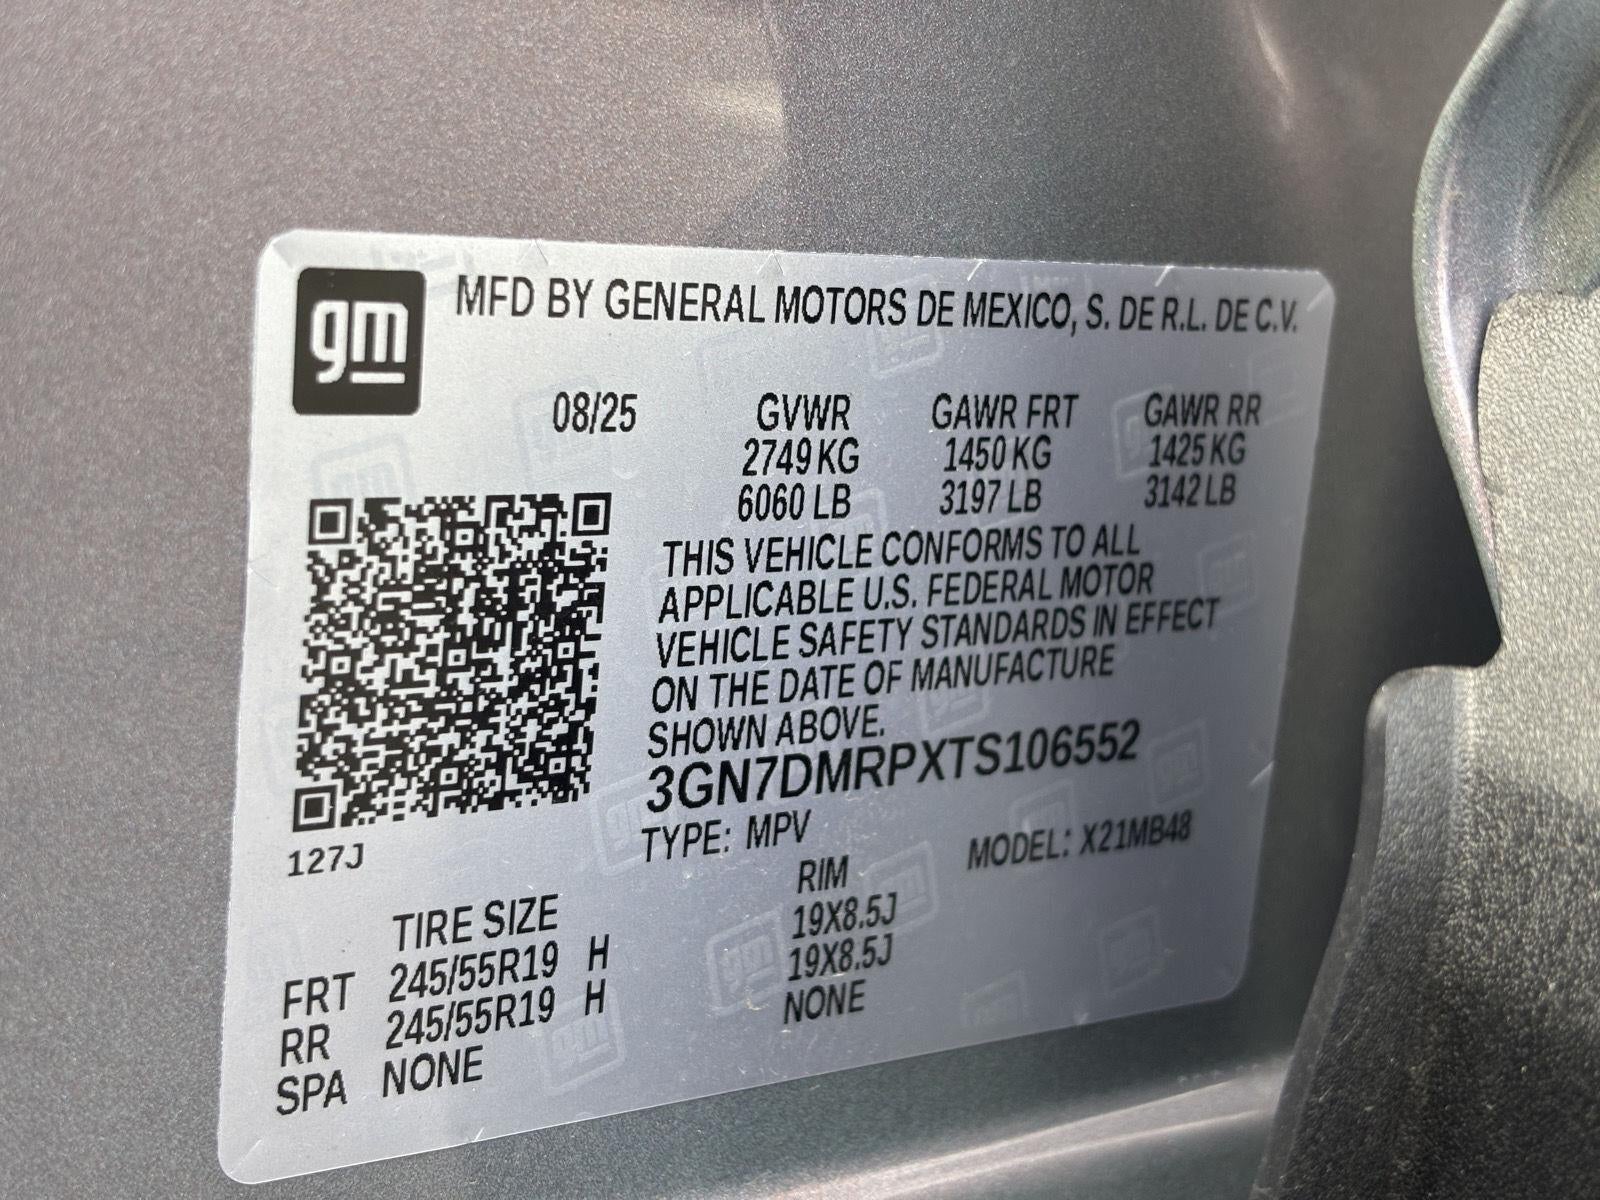 gm
MFD BY GENERAL MOTORS DE MEXICO, S. DE R.L. DE C.V.
08/25 GVWR GAWR FRT GAWR RR
2749 KG 1450 KG 1425 KG
6060 LB 3197 LB 3142 LB
THIS VEHICLE CONFORMS TO ALL
APPLICABLE U.S. FEDERAL MOTOR
VEHICLE SAFETY STANDARDS IN EFFECT
ON THE DATE OF MANUFACTURE
SHOWN ABOVE.
3GN7DMRPXTS106552
TYPE: MPV MODEL: X21MB48
127J
TIRE SIZE RIM
FRT 245/55R19 H 19X8.5J
RR 245/55R19 H 19X8.5J
SPA NONE NONE